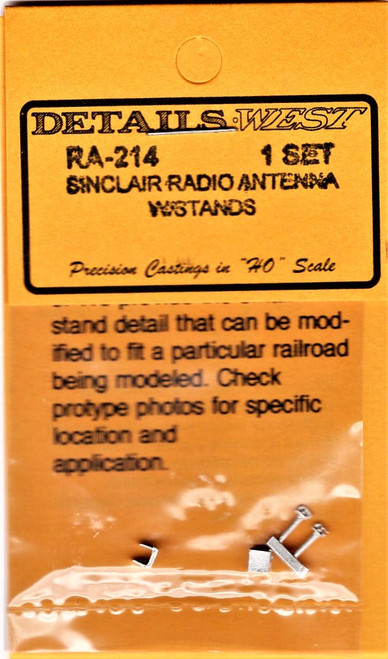 DETAILS·WEST
RA-214 1 SET
SINCLAIR RADIO ANTENNA
W/STANDS
Precision Castings in "HO" Scale
stand detail that can be mod-
ified to fit a particular railroad
being modeled. Check
protype photos for specific
location and
application.